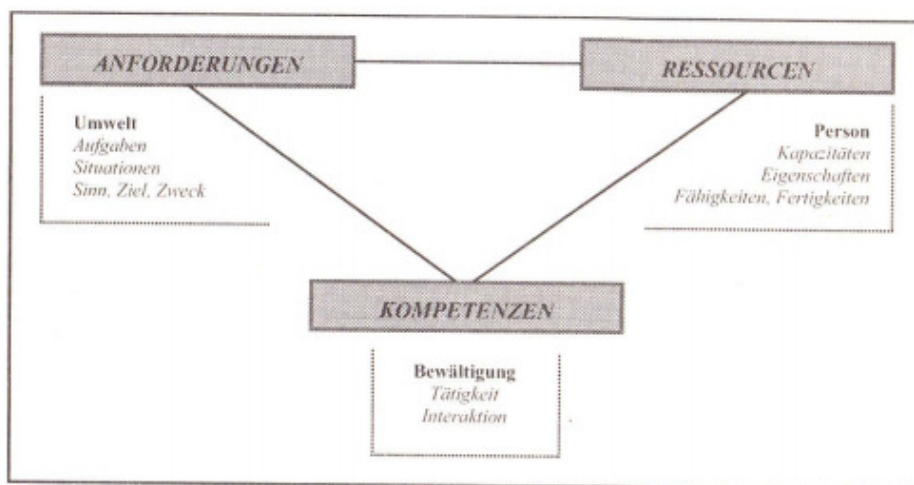 ANFORDERUNGEN
RESSOURCEN
Umwelt
Aufgaben
Situationen
Sinn, Ziel, Zweck
Person
Kapazitäten
Eigenschaften
Fähigkeiten, Fertigkeiten
KOMPETENZEN
Bewältigung
Tätigkeit
Interaktion